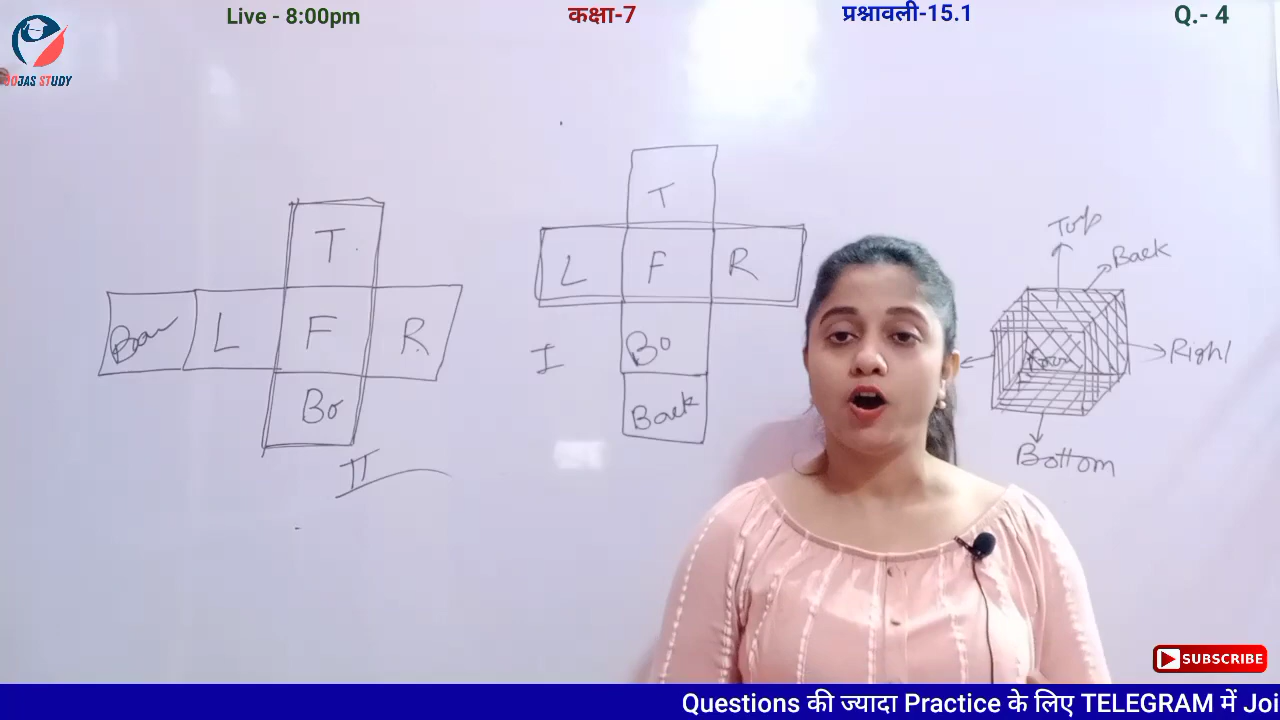 Live - 8:00pm
कक्षा-7
प्रश्नावली-15.1
Q.- 4
JOJAS STUDY
T
L F R
Bo
II
T
L F R
Bo
Back
I
Top
Back
Right
Bottom
SUBSCRIBE
Questions की ज्यादा Practice के लिए TELEGRAM में Joi